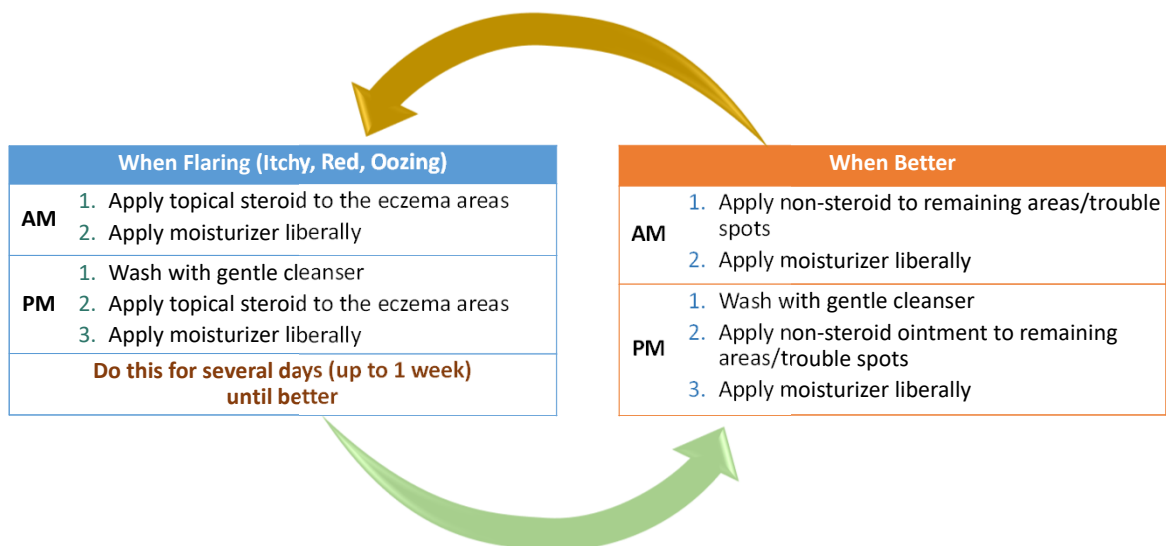 When Flaring (Itchy, Red, Oozing)
AM
1. Apply topical steroid to the eczema areas
2. Apply moisturizer liberally
PM
1. Wash with gentle cleanser
2. Apply topical steroid to the eczema areas
3. Apply moisturizer liberally
Do this for several days (up to 1 week)
until better
When Better
AM
1. Apply non-steroid to remaining areas/trouble
spots
2. Apply moisturizer liberally
PM
1. Wash with gentle cleanser
2. Apply non-steroid ointment to remaining
areas/trouble spots
3. Apply moisturizer liberally